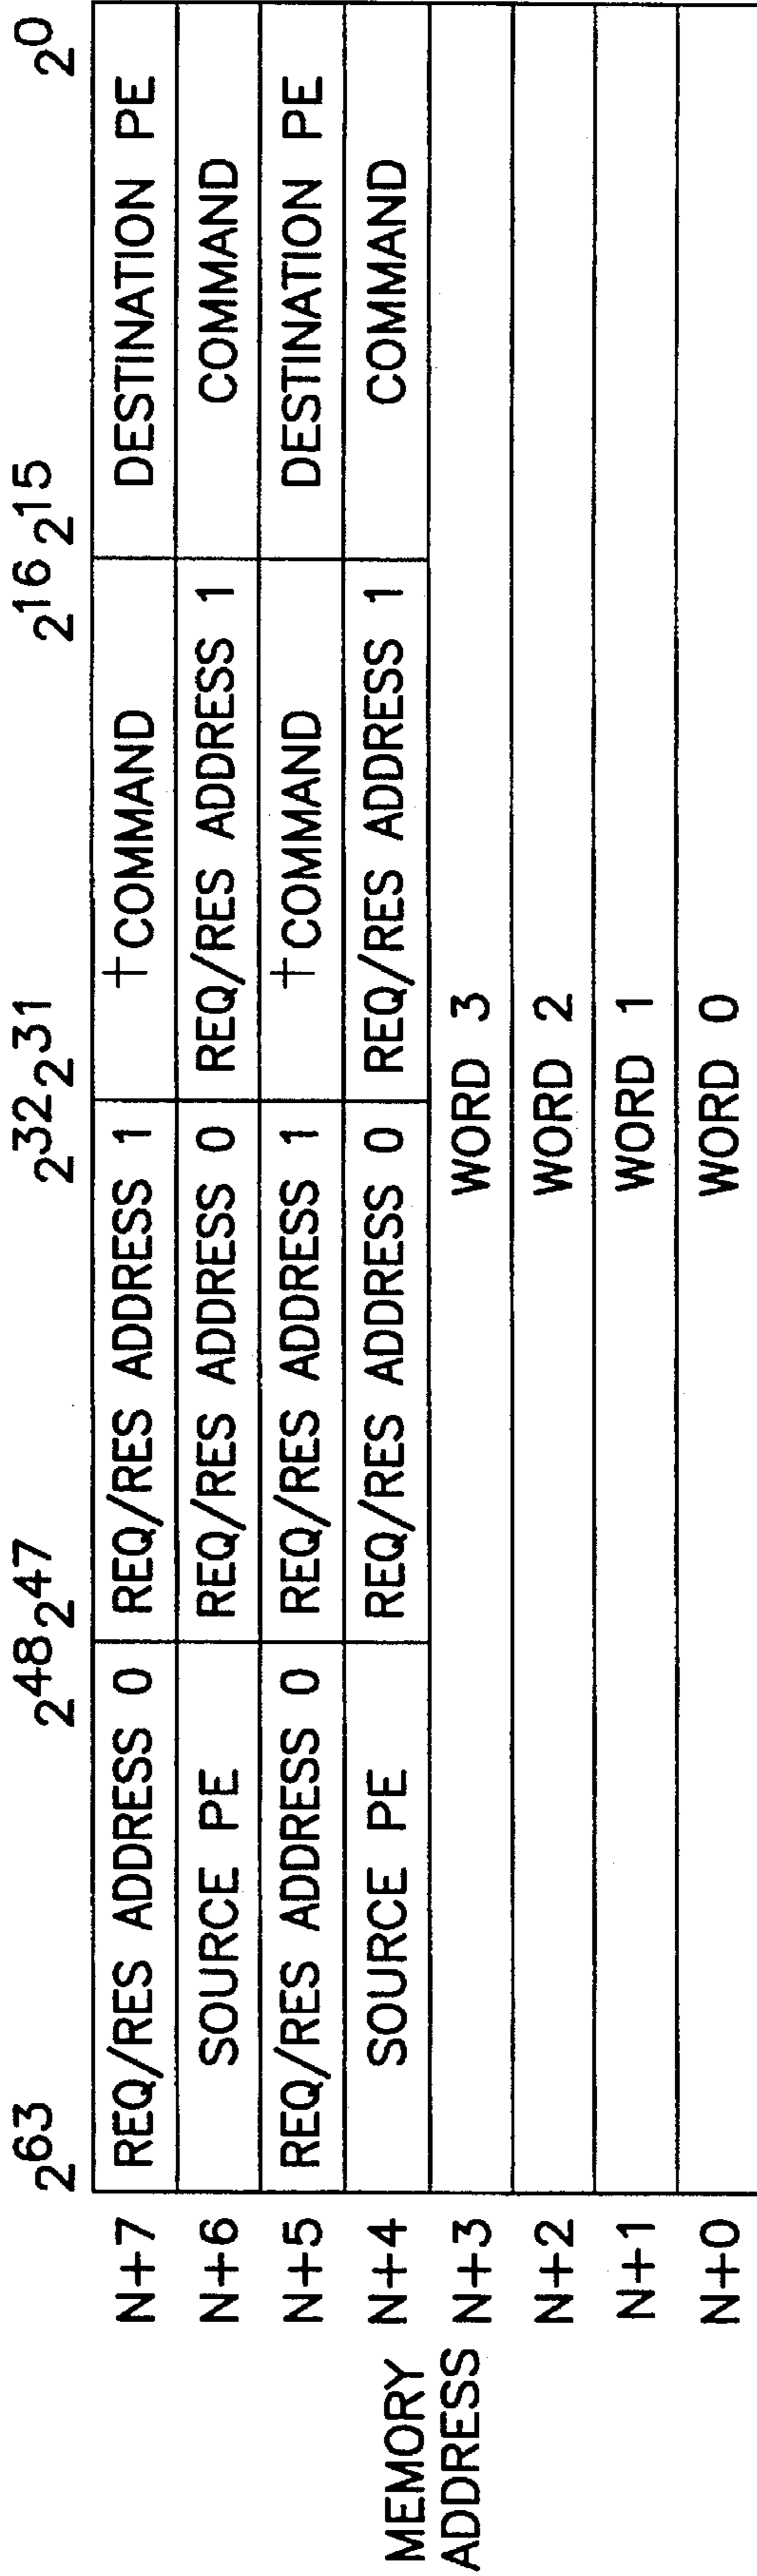 2^63 2^48 2^47 2^32 2^31 2^16 2^15 2^0
N+7 REQ/RES ADDRESS 0 REQ/RES ADDRESS 1 †COMMAND DESTINATION PE
N+6 SOURCE PE REQ/RES ADDRESS 0 REQ/RES ADDRESS 1 COMMAND
N+5 REQ/RES ADDRESS 0 REQ/RES ADDRESS 1 †COMMAND DESTINATION PE
MEMORY ADDRESS N+4 SOURCE PE REQ/RES ADDRESS 0 REQ/RES ADDRESS 1 COMMAND
N+3 WORD 3
N+2 WORD 2
N+1 WORD 1
N+0 WORD 0